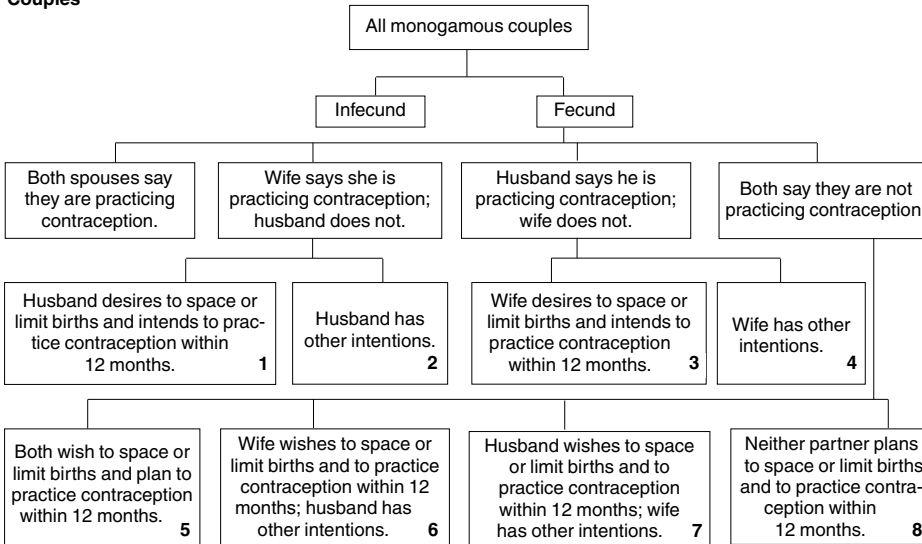 Couples
All monogamous couples
Infecund
Fecund
Both spouses say
they are practicing
contraception.
Wife says she is
practicing contraception;
husband does not.
Husband says he is
practicing contraception;
wife does not.
Both say they are not
practicing contraception
Husband desires to space or
limit births and intends to prac-
tice contraception within
12 months. 1
Husband has
other intentions.
2
Wife desires to space or
limit births and intends to
practice contraception
within 12 months. 3
Wife has other
intentions.
4
Both wish to space or
limit births and plan to
practice contraception
within 12 months.
5
Wife wishes to space or
limit births and to practice
contraception within 12
months; husband has
other intentions. 6
Husband wishes to space
or limit births and to
practice contraception
within 12 months; wife
has other intentions. 7
Neither partner plans
to space or limit births
and to practice contra-
ception within
12 months. 8